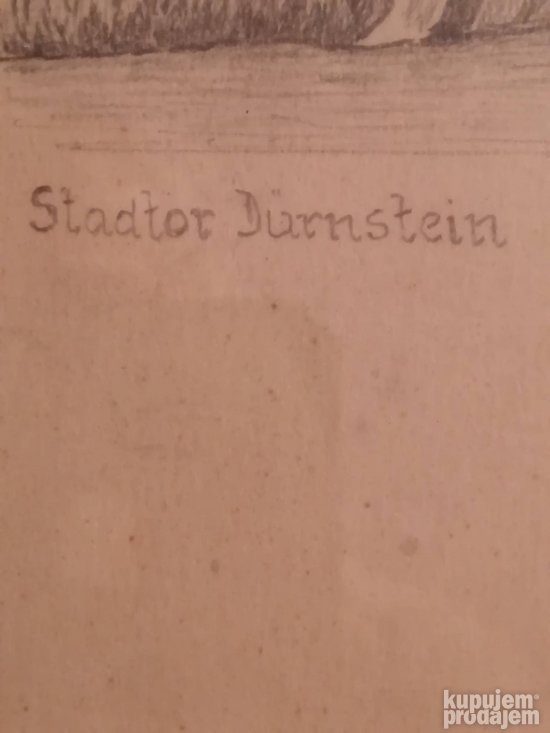 Stadtor Dürnstein
kupujem
prodajem